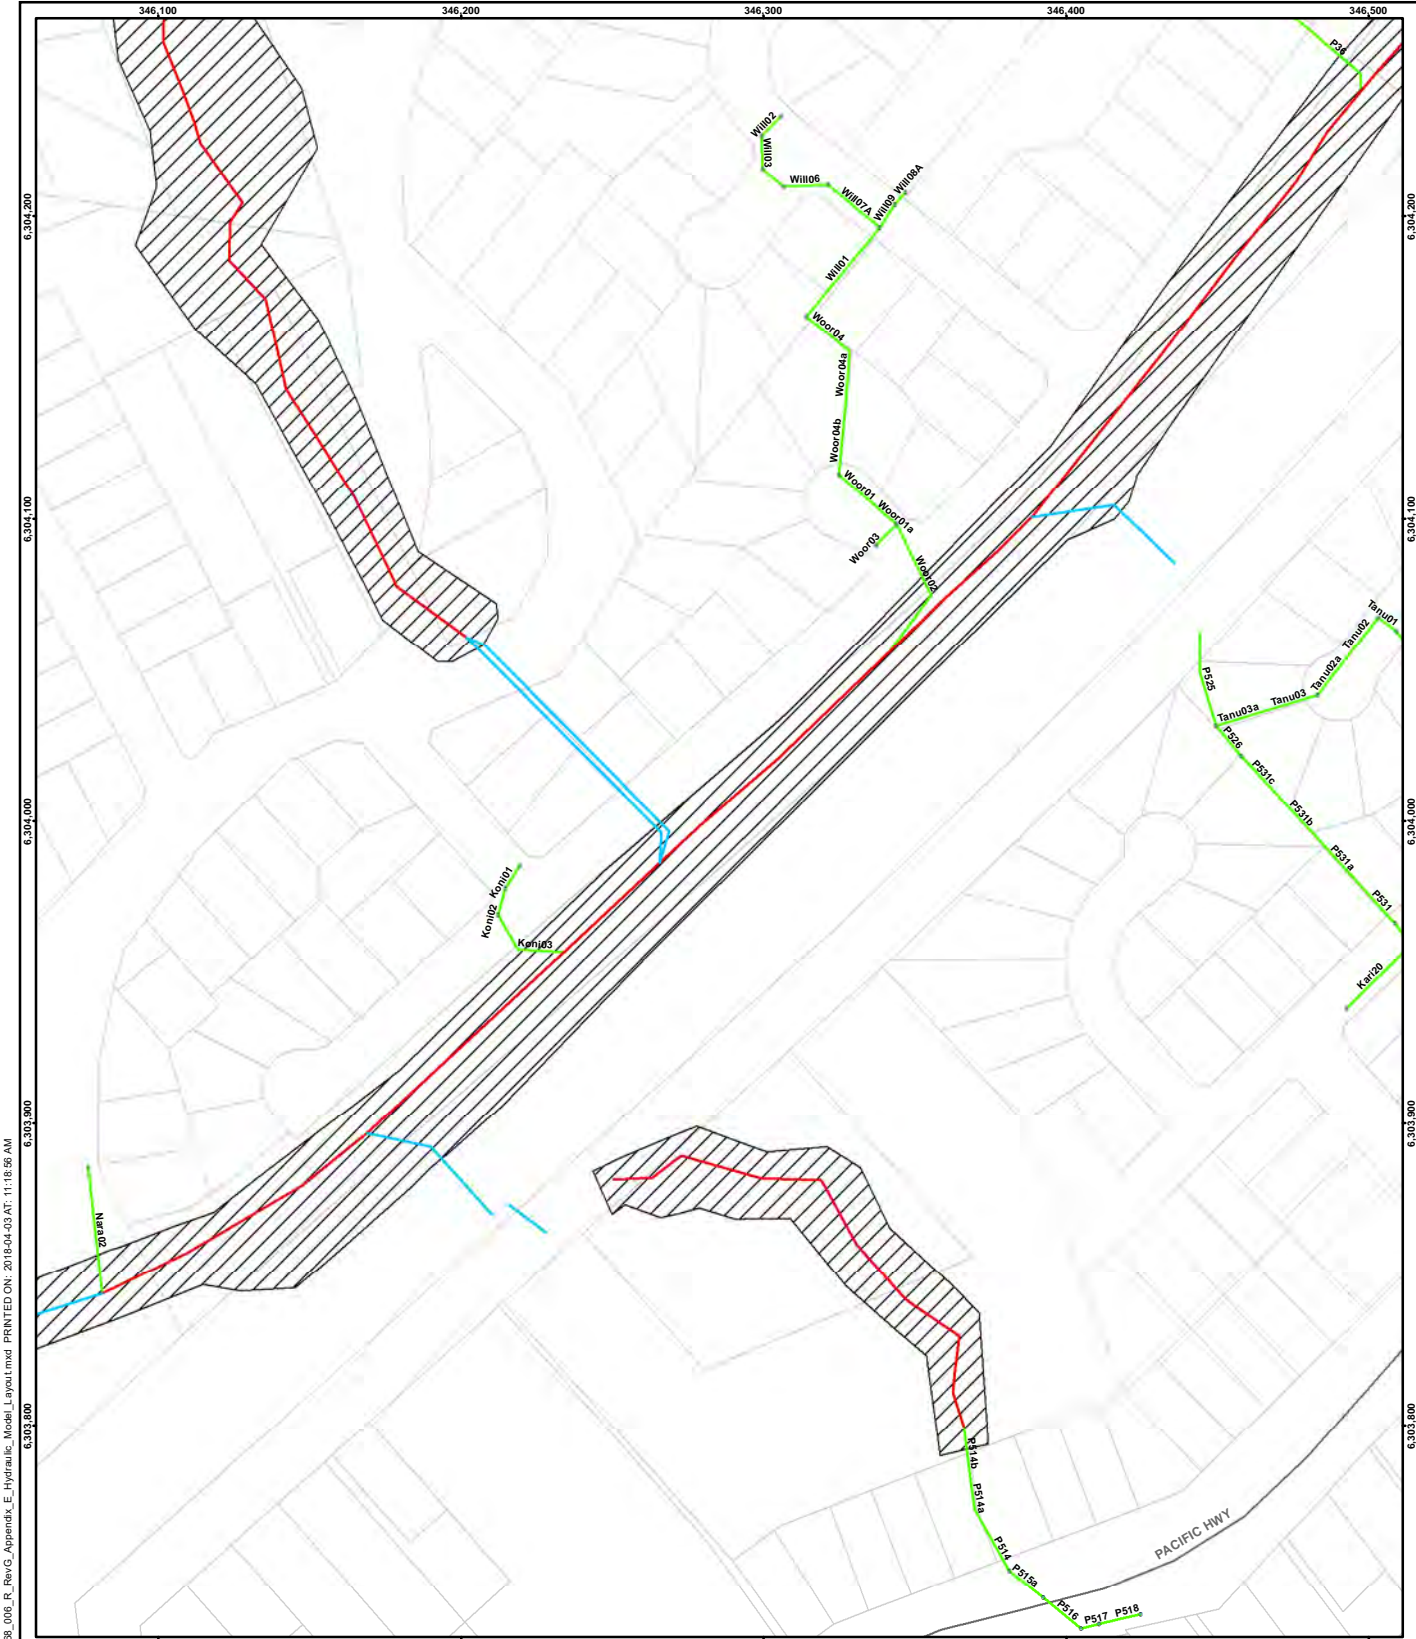 346,100
346,200
346,300
346,400
346,500
P36
Will02
Will03
Will06
Will07A
Will09
Will08A
6,304,200
6,304,200
Will01
Woor04
Woor04a
Woor04b
Woor01
Woor01a
Woor03
Woor02
6,304,100
6,304,100
Tanu01
Tanu02
Tanu02a
Tanu03
Tanu03a
P525
P526
P531c
P531b
P531a
P531
Kari20
6,304,000
6,304,000
Koni01
Koni02
Koni03
6,303,900
6,303,900
Nara02
6,303,800
6,303,800
P514b
P514a
P514
P515a
P516
P517
P518
PACIFIC HWY
68_006_R_RevG_Appendix_E_Hydraulic_Model_Layout.mxd PRINTED ON: 2018-04-03 AT: 11:18:56 AM